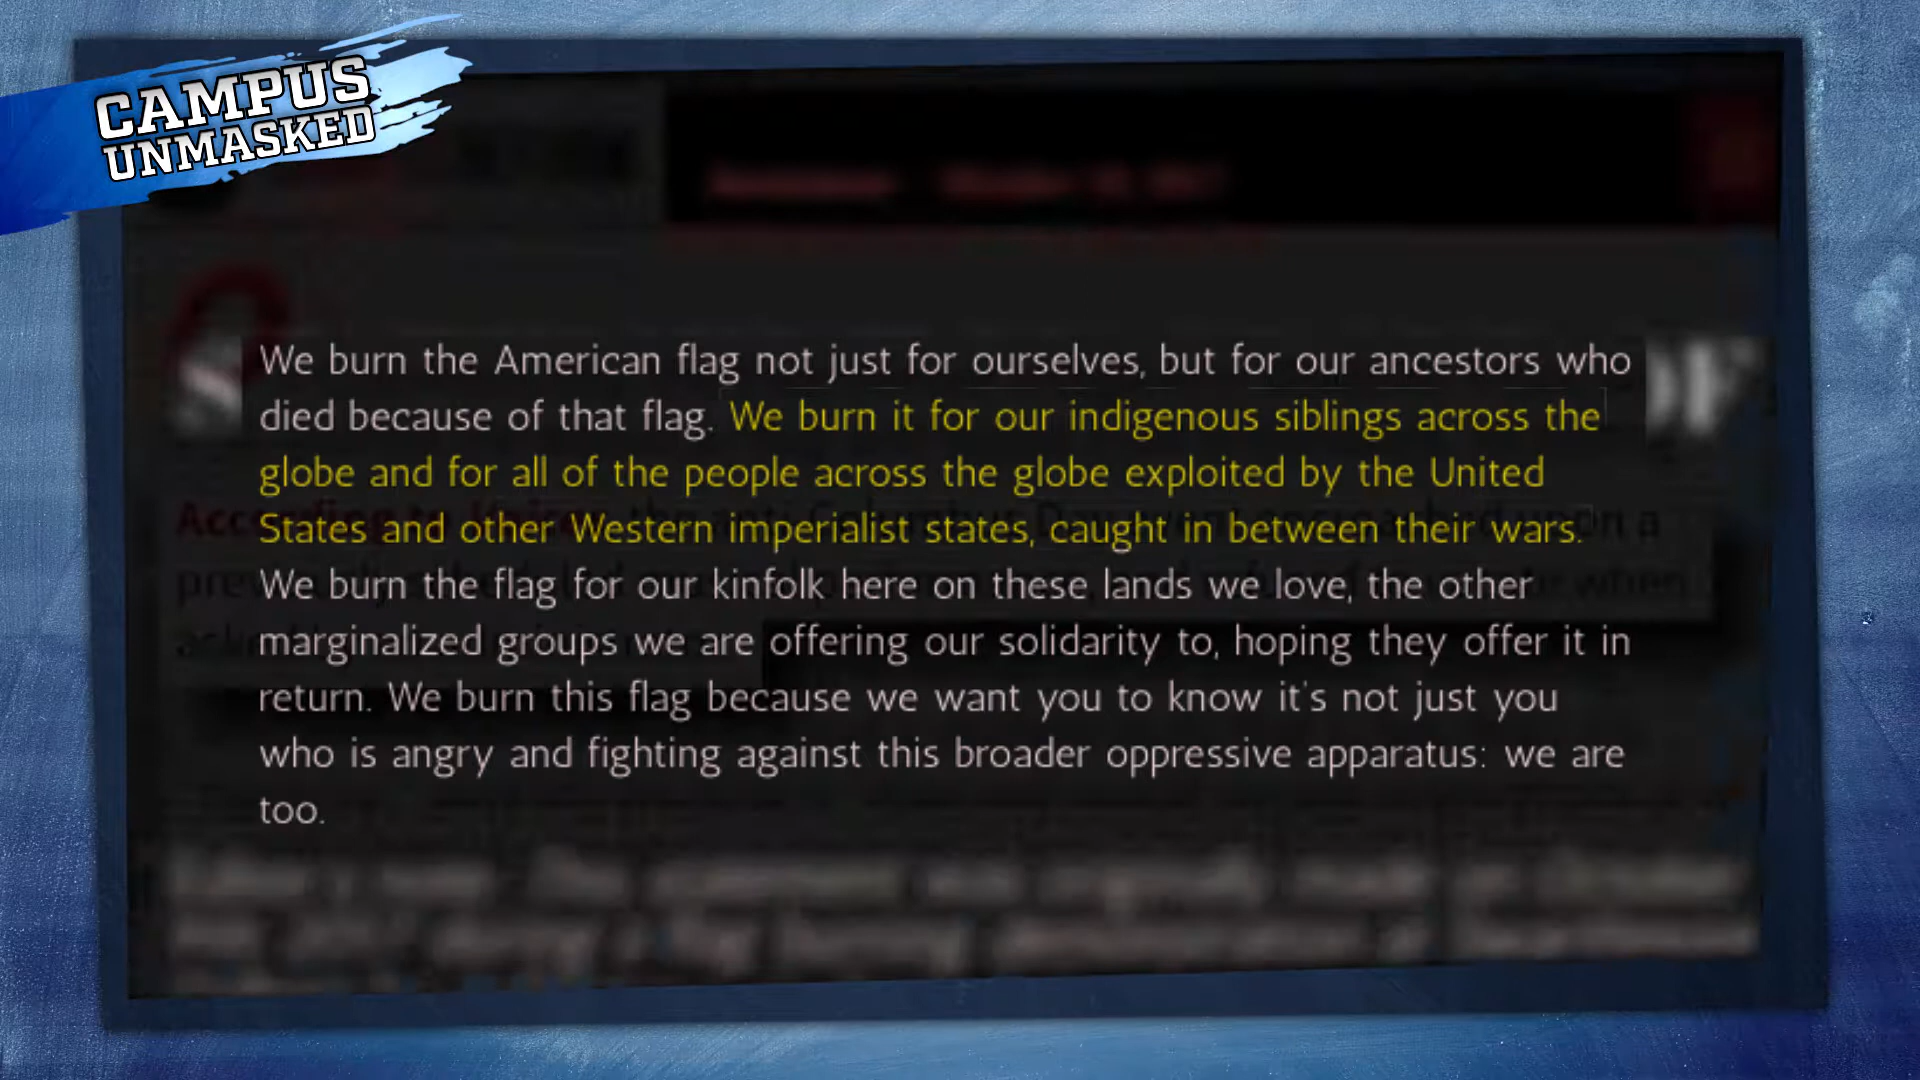 CAMPUS
UNMASKED
We burn the American flag not just for ourselves, but for our ancestors who
died because of that flag. We burn it for our indigenous siblings across the
globe and for all of the people across the globe exploited by the United
States and other Western imperialist states, caught in between their wars.
We burn the flag for our kinfolk here on these lands we love, the other
marginalized groups we are offering our solidarity to, hoping they offer it in
return. We burn this flag because we want you to know it's not just you
who is angry and fighting against this broader oppressive apparatus: we are
too.